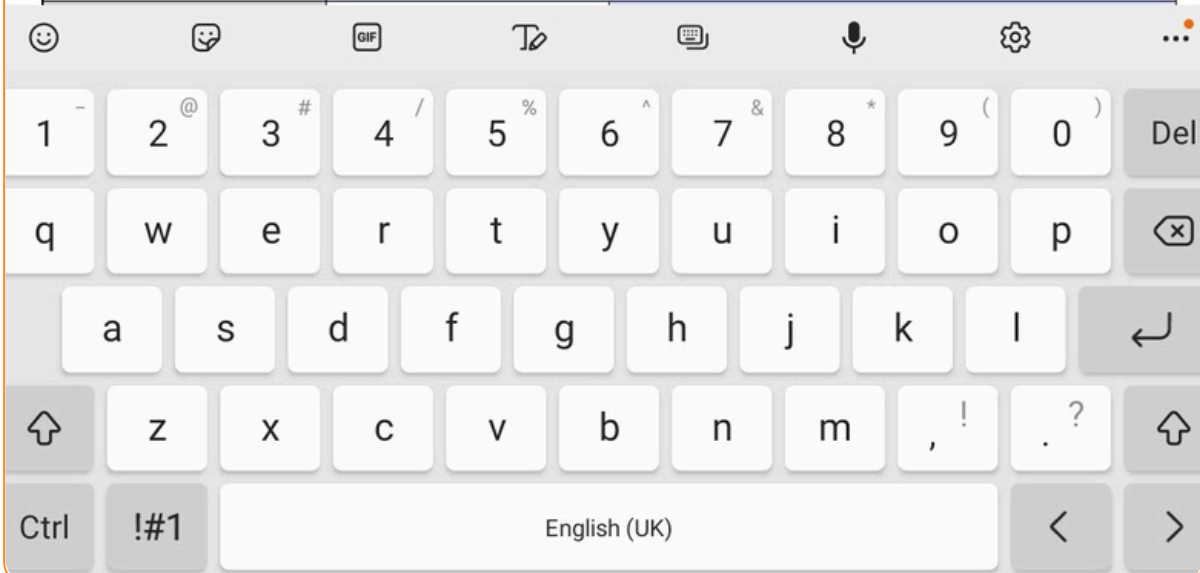 GIF T
1 - 2 @ 3 # 4 / 5 % 6 ^ 7 & 8 * 9 ( 0 ) Del
q w e r t y u i o p
a s d f g h j k l
z x c v b n m , ! . ?
Ctrl !#1 English (UK) < >